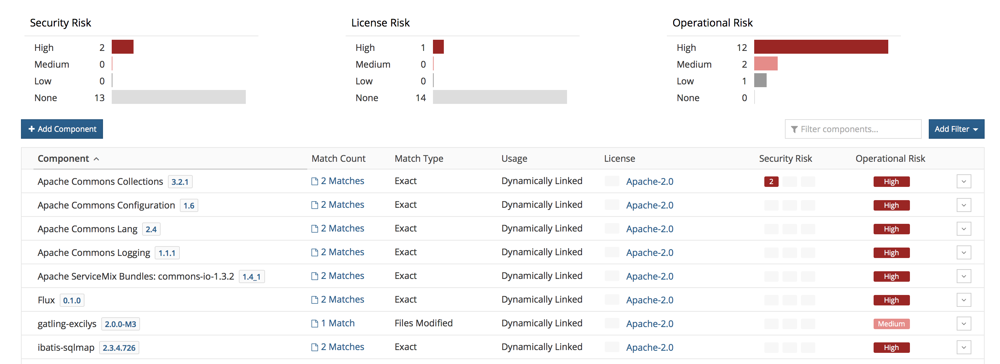 Security Risk License Risk Operational Risk
High 2 High 1 High 12
Medium 0 Medium 0 Medium 2
Low 0 Low 0 Low 1
None 13 None 14 None 0
Add Component Filter components... Add Filter
Component Match Count Match Type Usage License Security Risk Operational Risk
Apache Commons Collections 3.2.1 2 Matches Exact Dynamically Linked Apache-2.0 2 High
Apache Commons Configuration 1.6 2 Matches Exact Dynamically Linked Apache-2.0 High
Apache Commons Lang 2.4 2 Matches Exact Dynamically Linked Apache-2.0 High
Apache Commons Logging 1.1.1 2 Matches Exact Dynamically Linked Apache-2.0 High
Apache ServiceMix Bundles: commons-io-1.3.2 1.4_1 2 Matches Exact Dynamically Linked Apache-2.0 High
Flux 0.1.0 2 Matches Exact Dynamically Linked Apache-2.0 High
gatling-excilys 2.0.0-M3 1 Match Files Modified Dynamically Linked Apache-2.0 Medium
ibatis-sqlmap 2.3.4.726 2 Matches Exact Dynamically Linked Apache-2.0 High